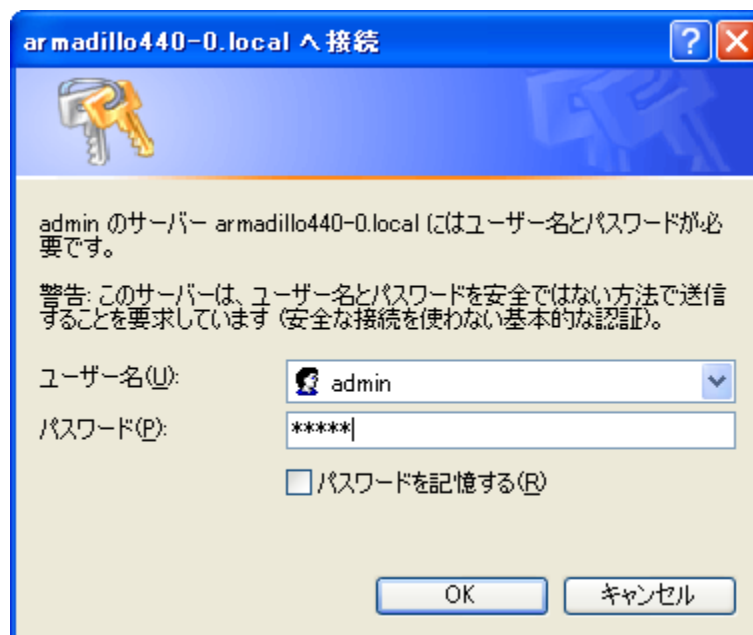 armadillo440-0.local へ接続
admin のサーバー armadillo440-0.local にはユーザー名とパスワードが必
要です。
警告: このサーバーは、ユーザー名とパスワードを安全ではない方法で送信
することを要求しています (安全な接続を使わない基本的な認証)。
ユーザー名(U):
admin
パスワード(P):
*****
パスワードを記憶する(R)
OK
キャンセル